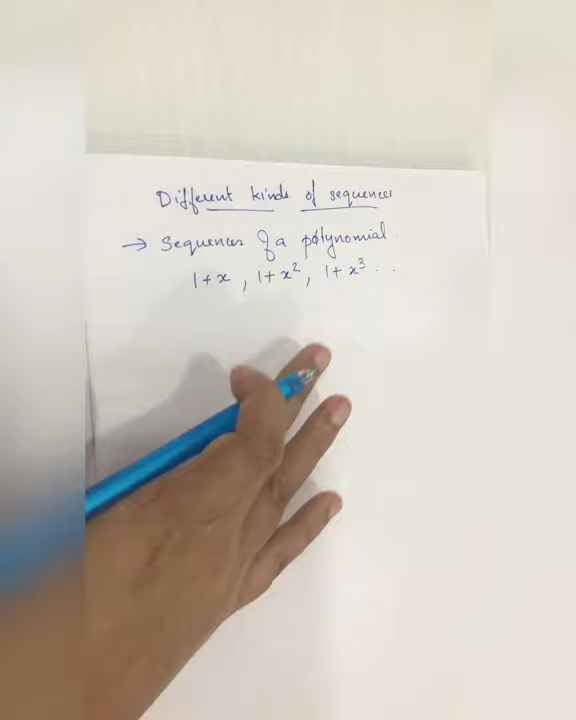 Different kinds of sequences
→ Sequences of a polynomial.
1 + x , 1 + x², 1 + x³ ...